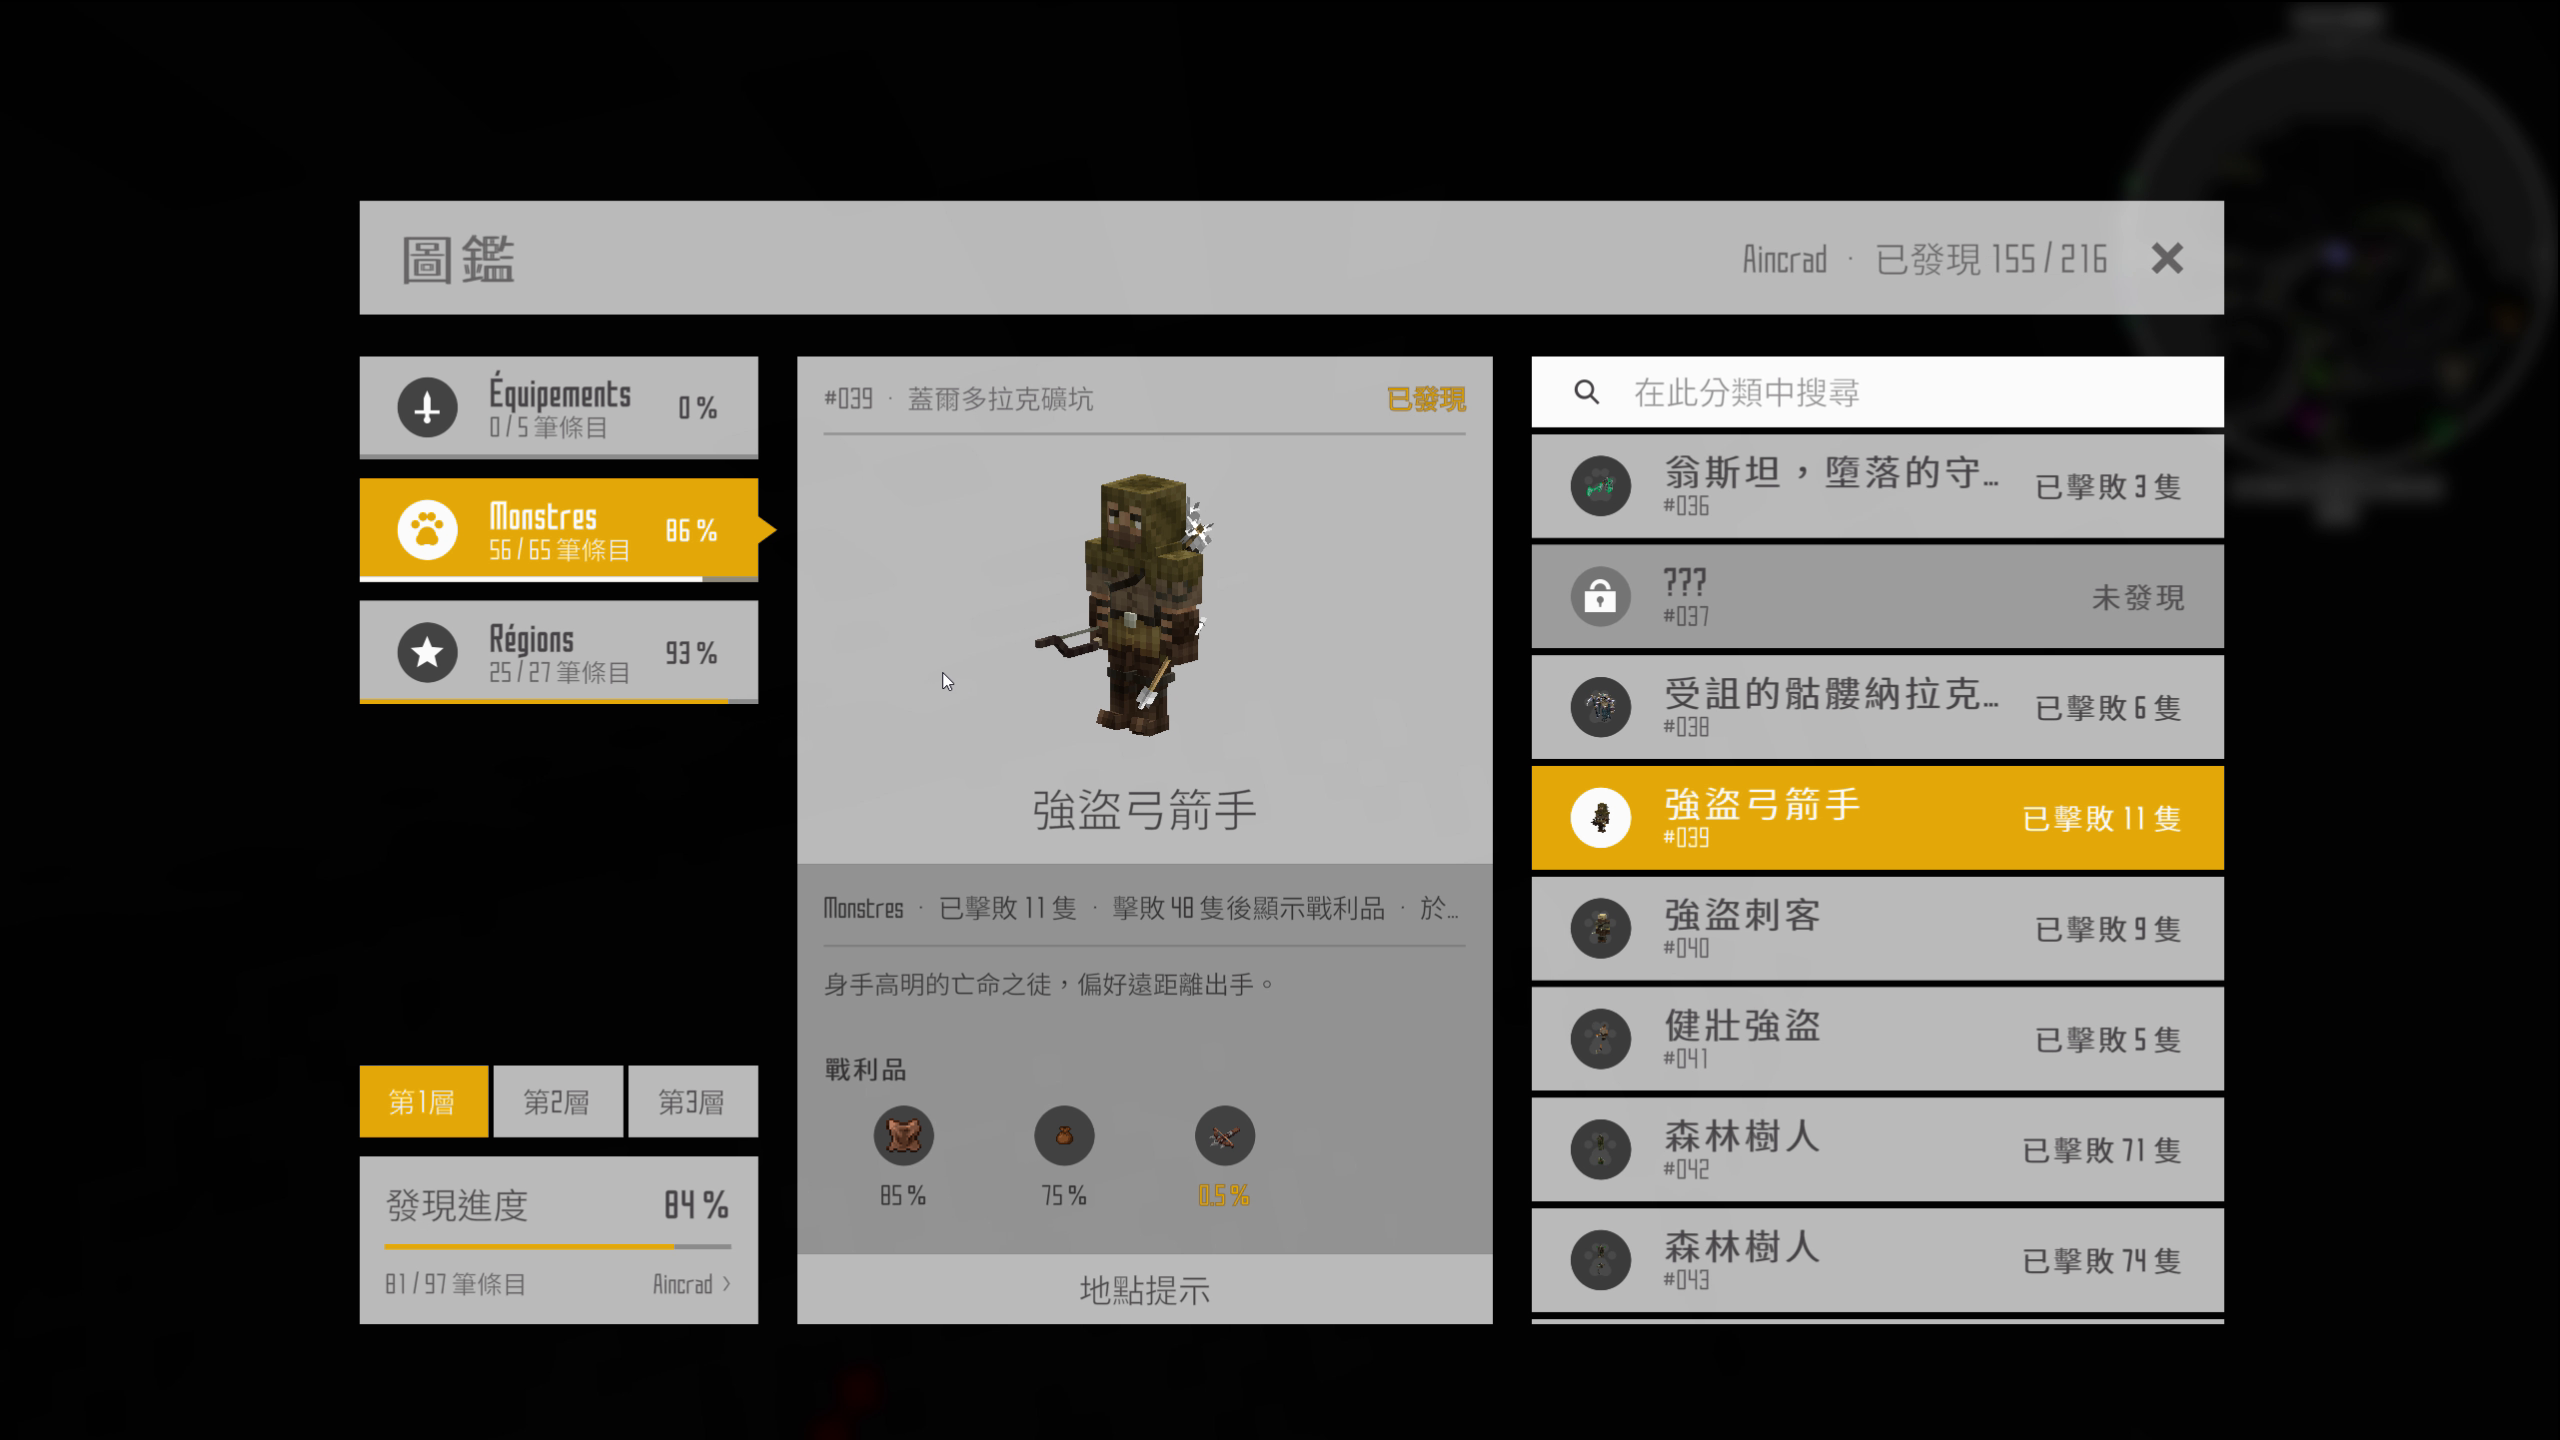 圖鑑
Aincrad · 已發現 155 / 216
Équipements
0 / 5 筆條目
0 %
Monstres
56 / 65 筆條目
86 %
Régions
25 / 27 筆條目
93 %
第1層
第2層
第3層
發現進度
84 %
81 / 97 筆條目
Aincrad >
#039 · 蓋爾多拉克礦坑
已發現
強盜弓箭手
Monstres · 已擊敗 11 隻 · 擊敗 48 隻後顯示戰利品 · 於…
身手高明的亡命之徒，偏好遠距離出手。
戰利品
85 %
75 %
0.5 %
地點提示
在此分類中搜尋
翁斯坦，墮落的守…
#036
已擊敗 3 隻
???
#037
未發現
受詛的骷髏納拉克…
#038
已擊敗 6 隻
強盜弓箭手
#039
已擊敗 11 隻
強盜刺客
#040
已擊敗 9 隻
健壯強盜
#041
已擊敗 5 隻
森林樹人
#042
已擊敗 71 隻
森林樹人
#043
已擊敗 74 隻